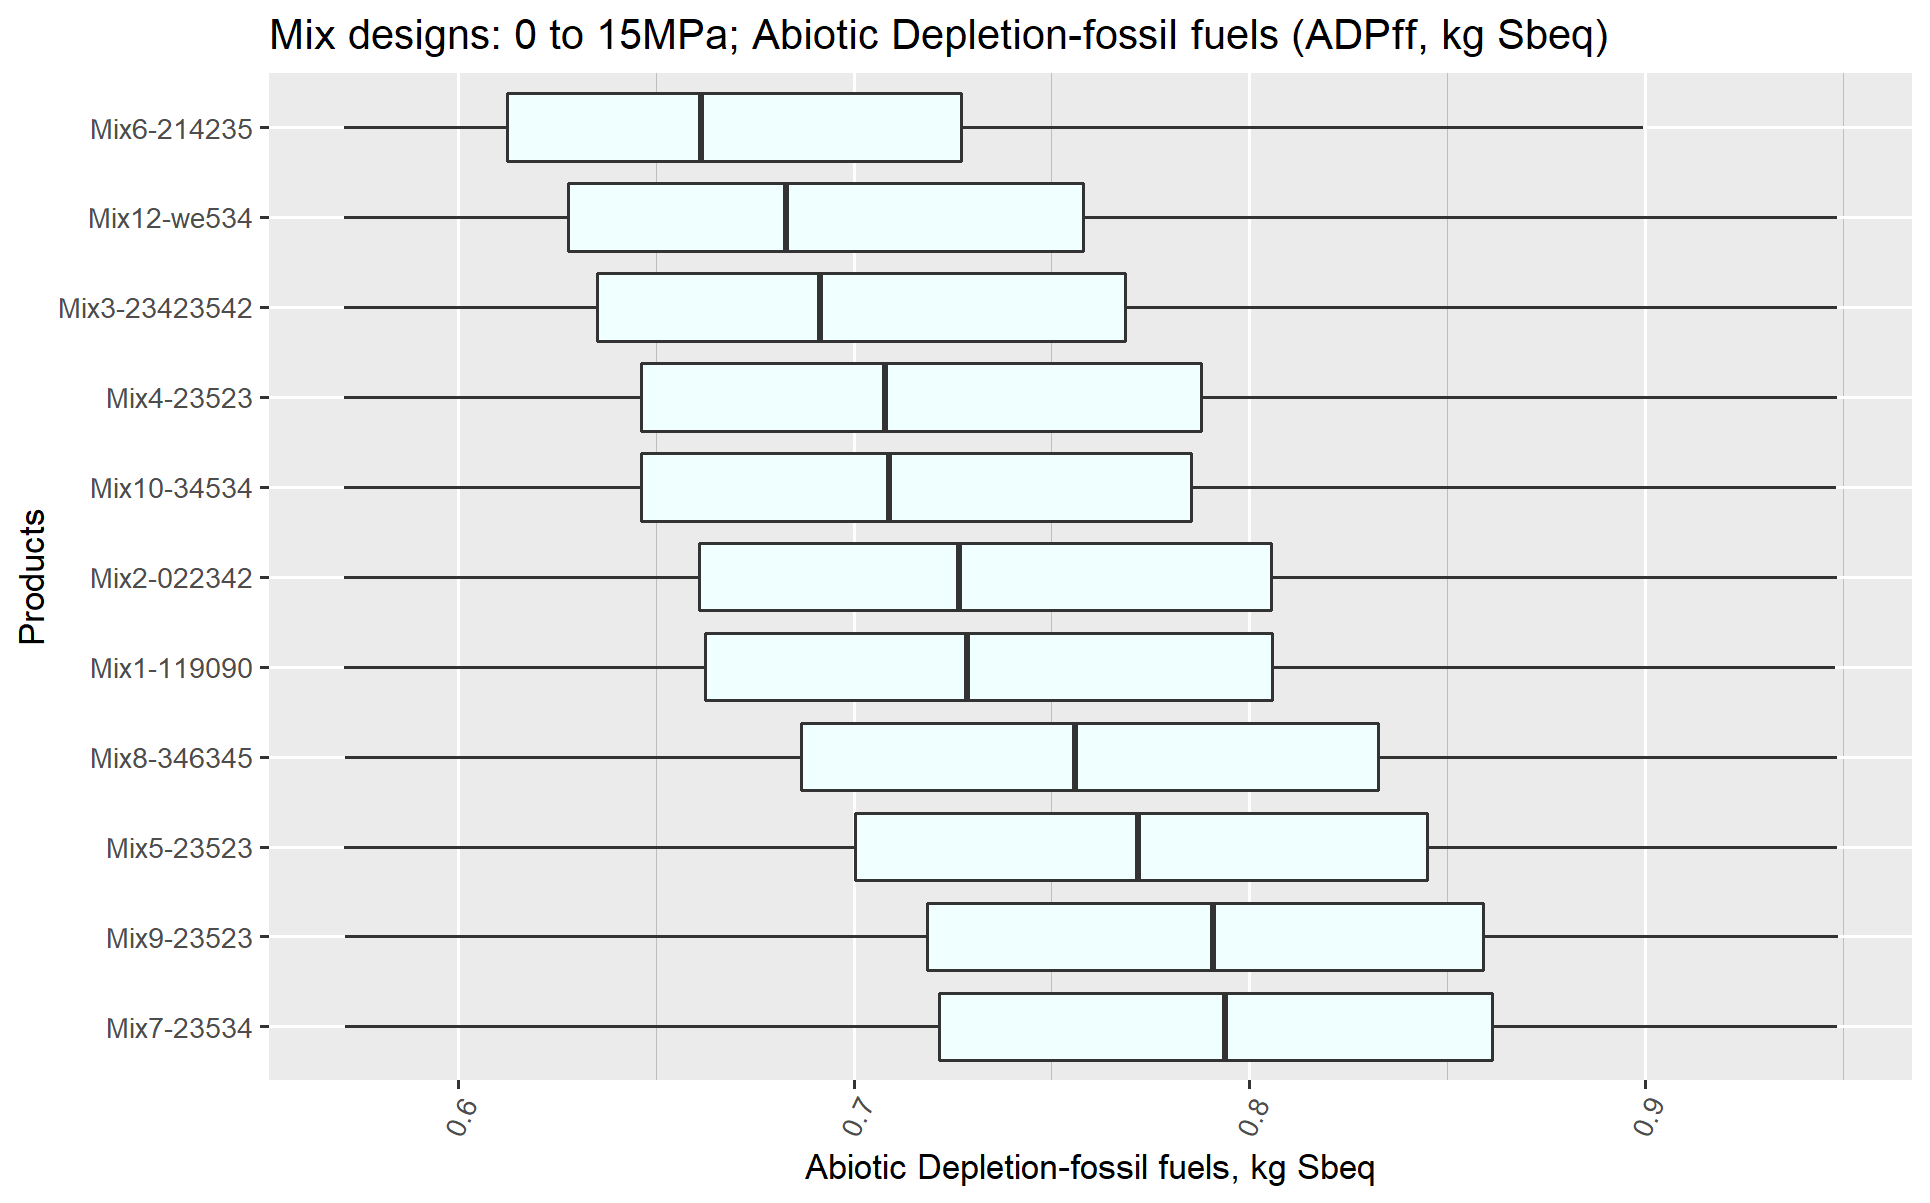 Mix designs: 0 to 15MPa; Abiotic Depletion-fossil fuels (ADPff, kg Sbeq)
Products
Mix6-214235
Mix12-we534
Mix3-23423542
Mix4-23523
Mix10-34534
Mix2-022342
Mix1-119090
Mix8-346345
Mix5-23523
Mix9-23523
Mix7-23534
0.6 0.7 0.8 0.9
Abiotic Depletion-fossil fuels, kg Sbeq